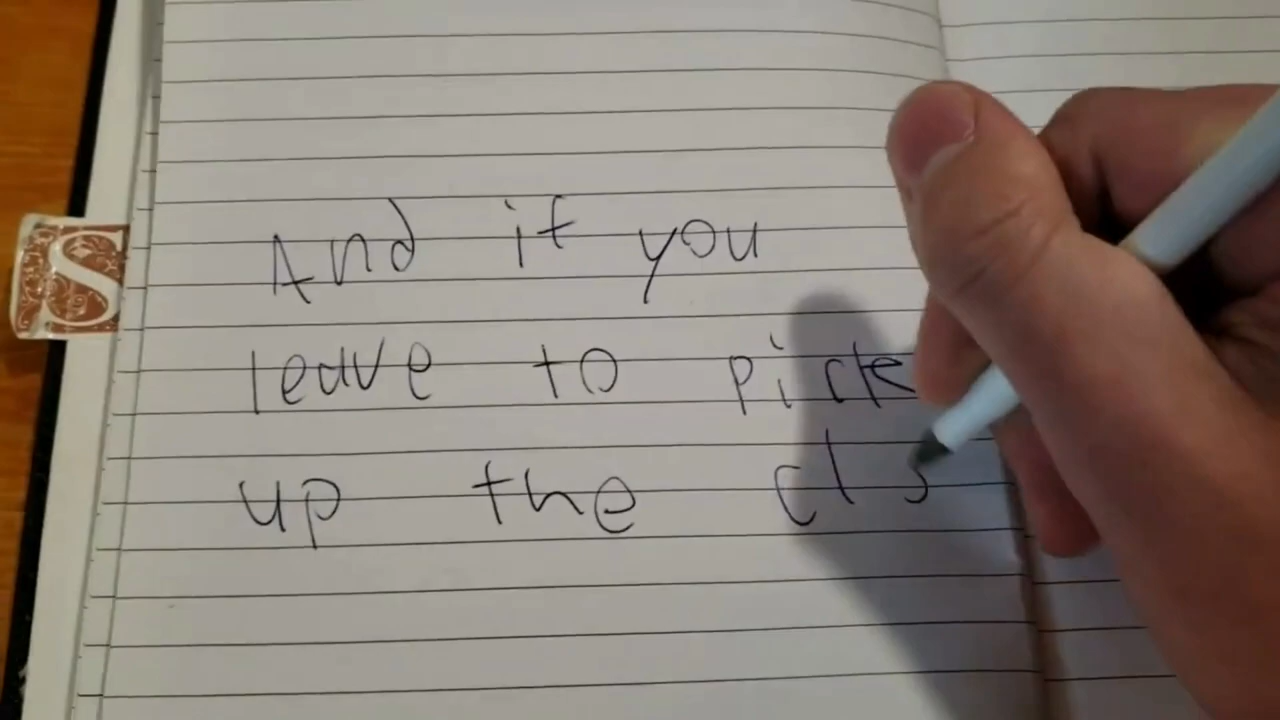 S
And if you
leave to pick
up the